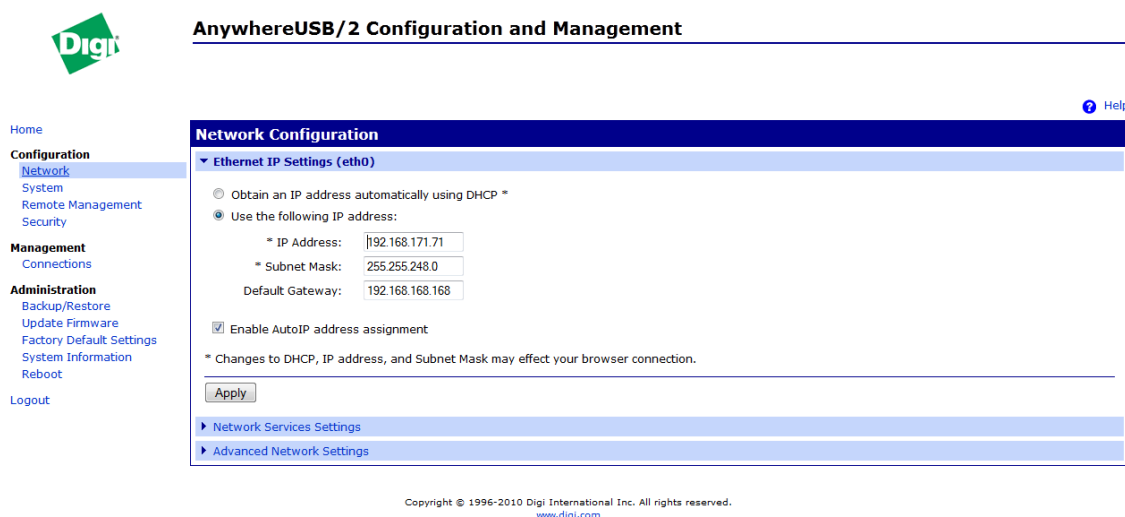 Digi
AnywhereUSB/2 Configuration and Management
Help
Home
Configuration
Network
System
Remote Management
Security
Management
Connections
Administration
Backup/Restore
Update Firmware
Factory Default Settings
System Information
Reboot
Logout
Network Configuration
Ethernet IP Settings (eth0)
Obtain an IP address automatically using DHCP *
Use the following IP address:
* IP Address: 192.168.171.71
* Subnet Mask: 255.255.248.0
Default Gateway: 192.168.168.168
Enable AutoIP address assignment
* Changes to DHCP, IP address, and Subnet Mask may effect your browser connection.
Apply
Network Services Settings
Advanced Network Settings
Copyright © 1996-2010 Digi International Inc. All rights reserved.
www.digi.com